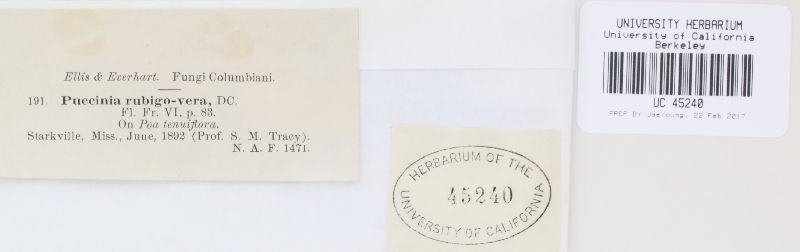 Ellis & Everhart. Fungi Columbiani.
191. Puccinia rubigo-vera, DC.
Fl. Fr. VI, p. 83.
On Poa tenuiflora.
Starkville, Miss., June, 1892 (Prof. S. M. Tracy).
N. A. F. 1471.
HERBARIUM OF THE
45240
UNIVERSITY OF CALIFORNIA
UNIVERSITY HERBARIUM
University of California
Berkeley
UC 45240
PREP BY JaeYoung, 22 Feb 2017